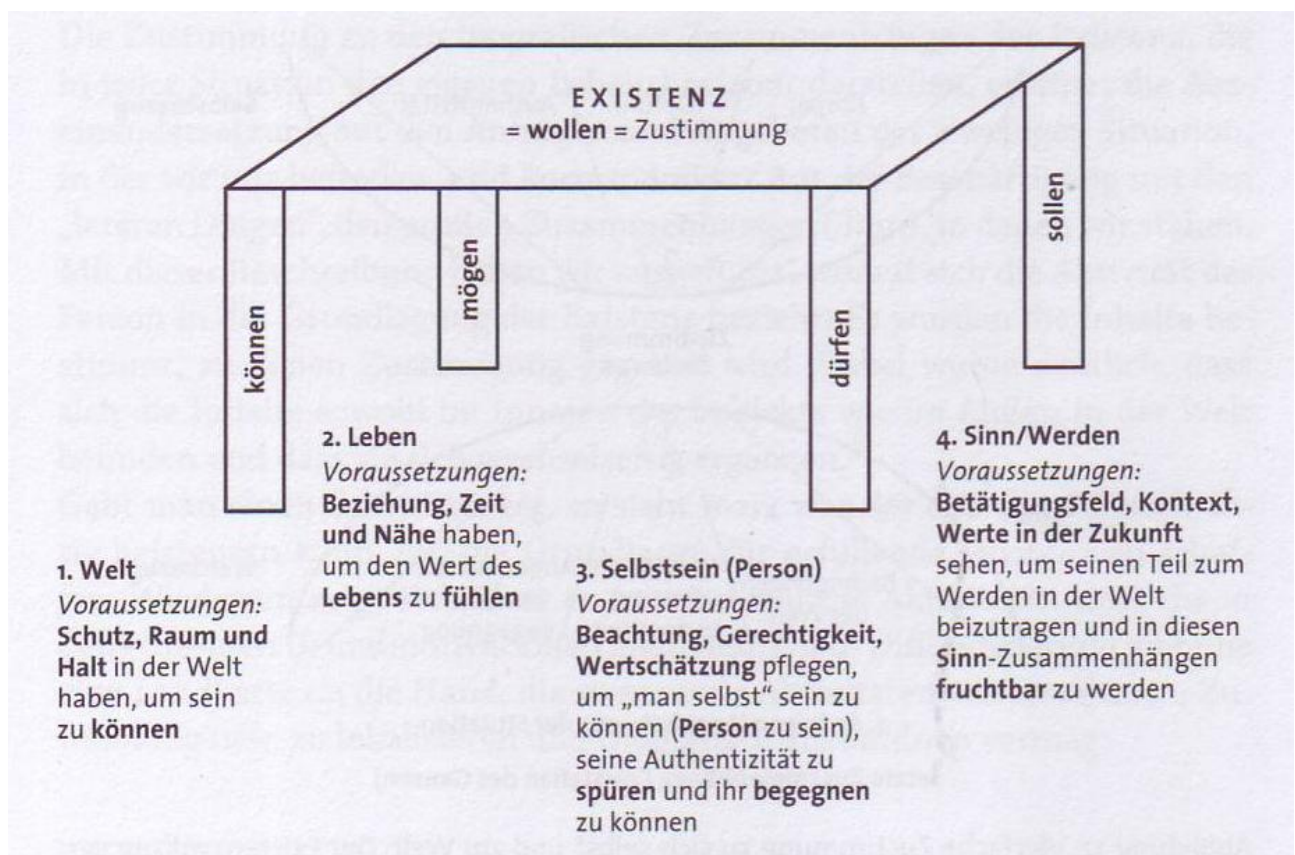 EXISTENZ
= wollen = Zustimmung
können
mögen
dürfen
sollen
1. Welt
Voraussetzungen:
Schutz, Raum und
Halt in der Welt
haben, um sein
zu können
2. Leben
Voraussetzungen:
Beziehung, Zeit
und Nähe haben,
um den Wert des
Lebens zu fühlen
3. Selbstsein (Person)
Voraussetzungen:
Beachtung, Gerechtigkeit,
Wertschätzung pflegen,
um „man selbst“ sein zu
können (Person zu sein),
seine Authentizität zu
spüren und ihr begegnen
zu können
4. Sinn/Werden
Voraussetzungen:
Betätigungsfeld, Kontext,
Werte in der Zukunft
sehen, um seinen Teil zum
Werden in der Welt
beizutragen und in diesen
Sinn-Zusammenhängen
fruchtbar zu werden